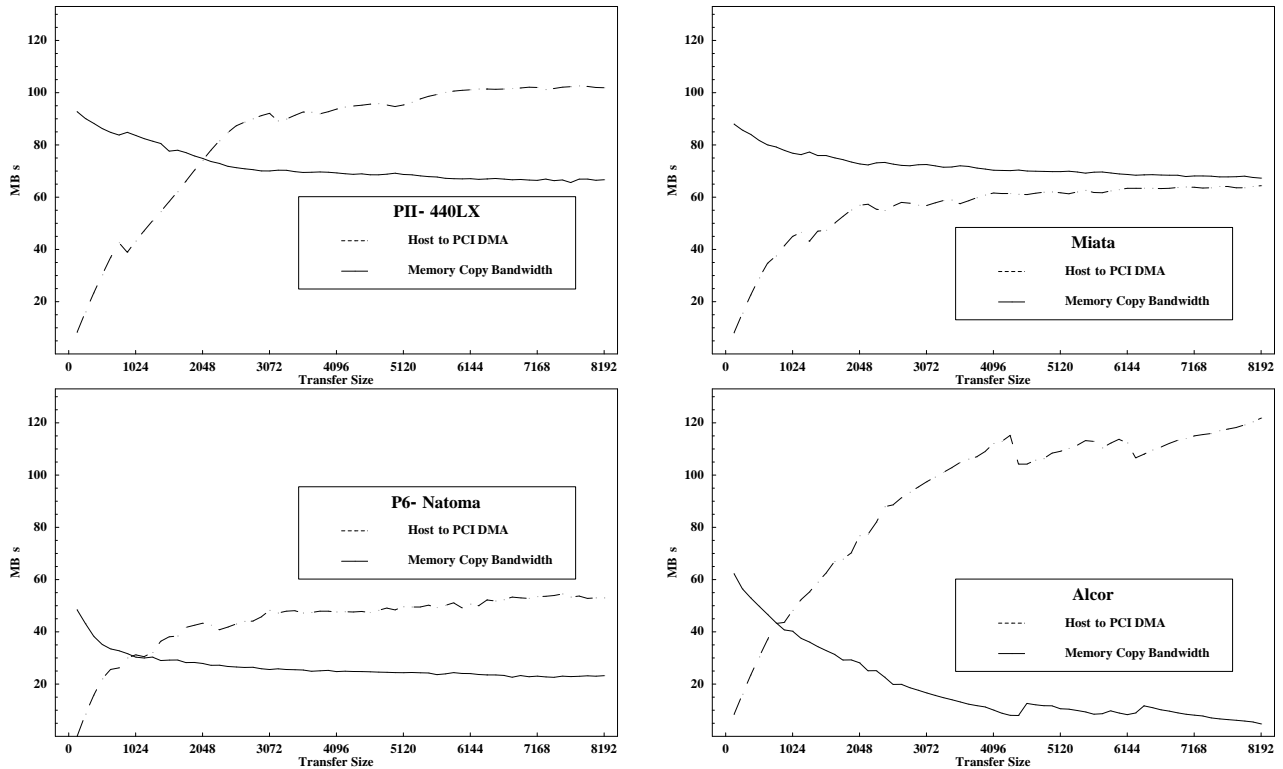 120
100
80
60
40
20
MB s
PII- 440LX
Host to PCI DMA
Memory Copy Bandwidth
0 1024 2048 3072 4096 5120 6144 7168 8192
Transfer Size
120
100
80
60
40
20
MB s
Miata
Host to PCI DMA
Memory Copy Bandwidth
0 1024 2048 3072 4096 5120 6144 7168 8192
Transfer Size
120
100
80
60
40
20
MB s
P6- Natoma
Host to PCI DMA
Memory Copy Bandwidth
0 1024 2048 3072 4096 5120 6144 7168 8192
Transfer Size
120
100
80
60
40
20
MB s
Alcor
Host to PCI DMA
Memory Copy Bandwidth
0 1024 2048 3072 4096 5120 6144 7168 8192
Transfer Size